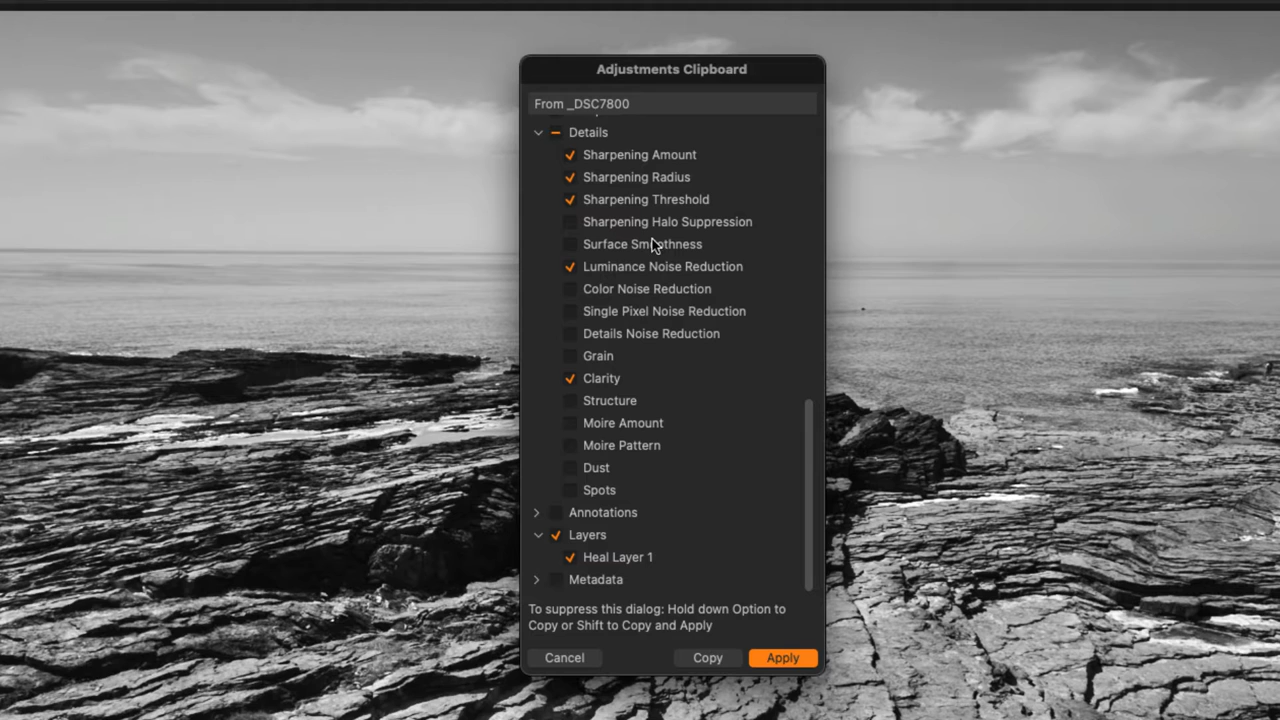 Adjustments Clipboard
From _DSC7800
Details
Sharpening Amount
Sharpening Radius
Sharpening Threshold
Sharpening Halo Suppression
Surface Smoothness
Luminance Noise Reduction
Color Noise Reduction
Single Pixel Noise Reduction
Details Noise Reduction
Grain
Clarity
Structure
Moire Amount
Moire Pattern
Dust
Spots
Annotations
Layers
Heal Layer 1
Metadata
To suppress this dialog: Hold down Option to
Copy or Shift to Copy and Apply
Cancel Copy Apply